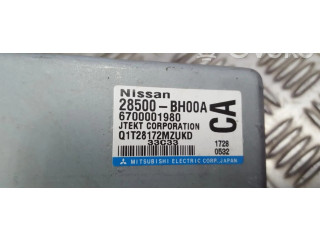 Nissan
28500-BH00A
6700001980
JTEKT CORPORATION
Q1T28172MZUKD
33C33
CA
1728
0532
MITSUBISHI ELECTRIC CORP. JAPAN